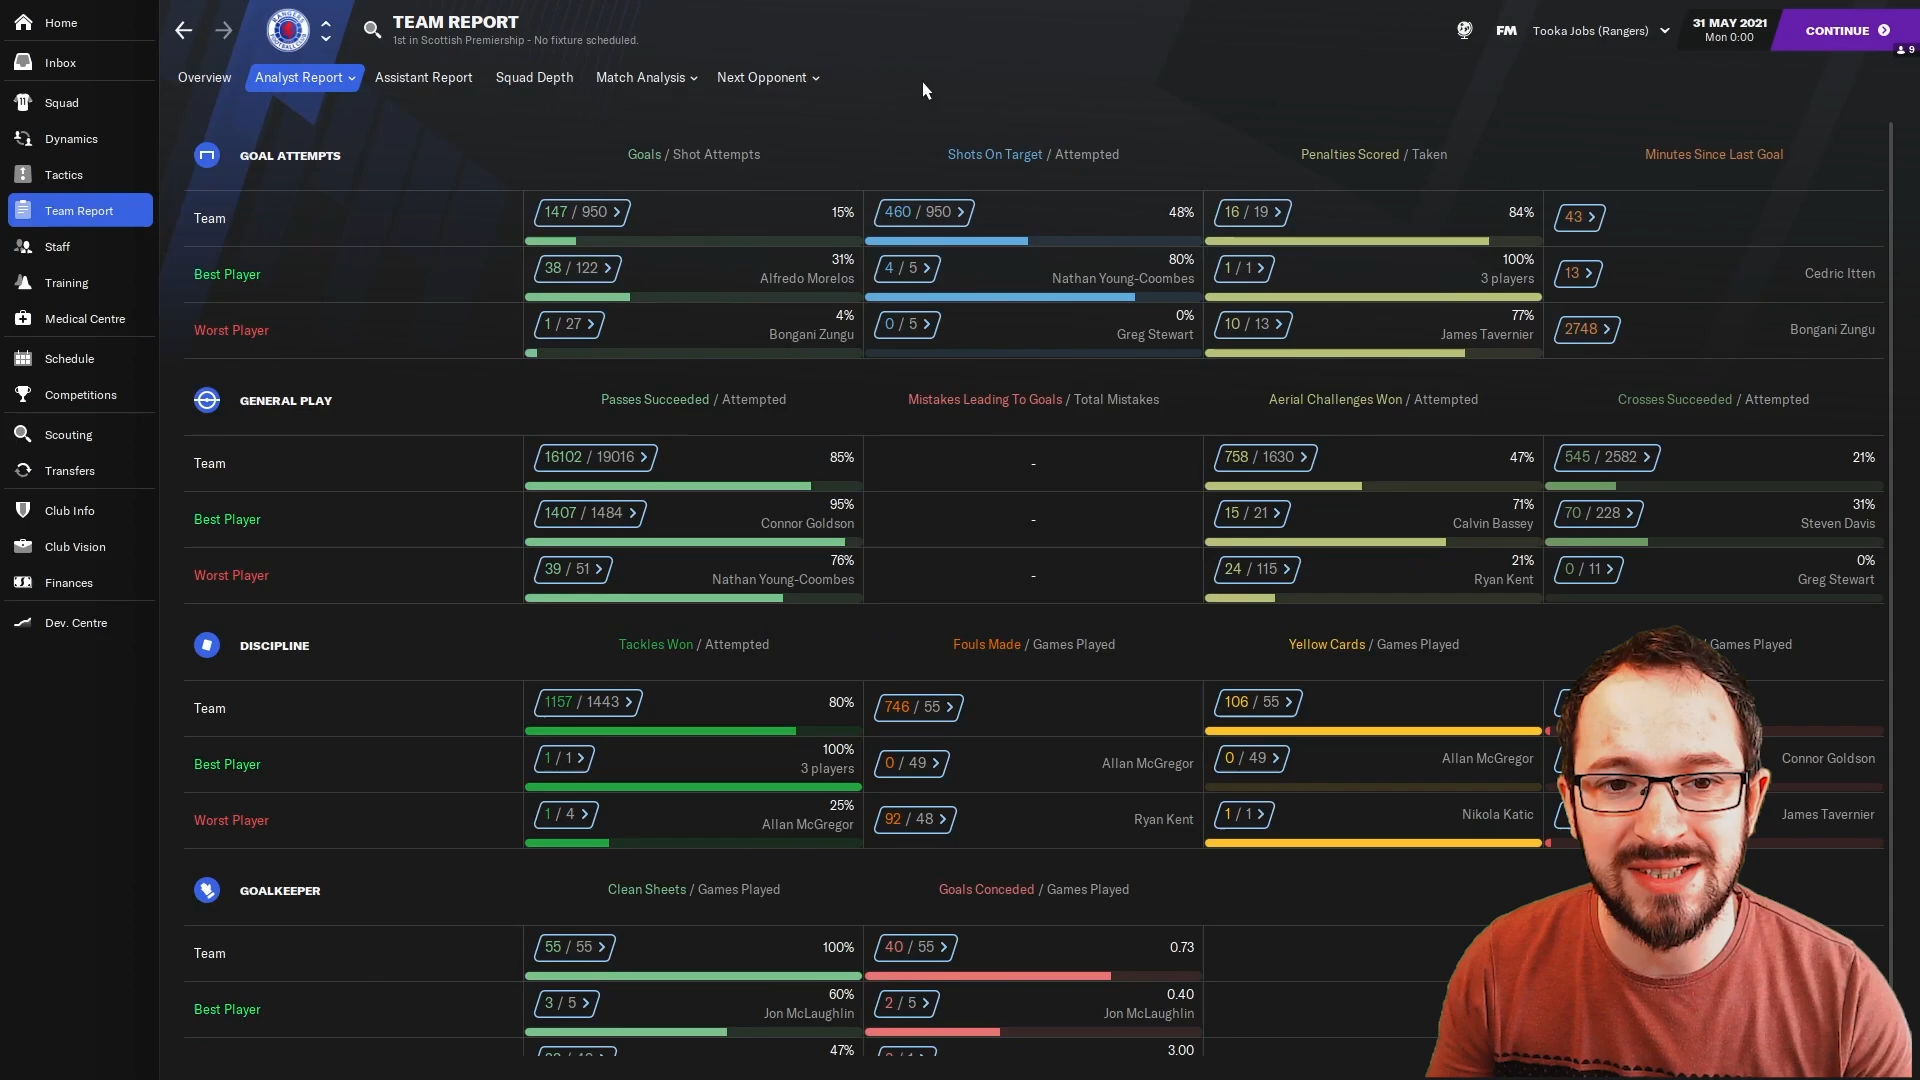 Home
Inbox
Squad
Dynamics
Tactics
Team Report
Staff
Training
Medical Centre
Schedule
Competitions
Scouting
Transfers
Club Info
Club Vision
Finances
Dev. Centre
TEAM REPORT
1st in Scottish Premiership - No fixture scheduled.
FM
Tooka Jobs (Rangers)
31 MAY 2021
Mon 0:00
CONTINUE
9
Overview
Analyst Report
Assistant Report
Squad Depth
Match Analysis
Next Opponent
GOAL ATTEMPTS
Goals / Shot Attempts
Shots On Target / Attempted
Penalties Scored / Taken
Minutes Since Last Goal
Team
147 / 950
15%
460 / 950
48%
16 / 19
84%
43
Best Player
38 / 122
31%
Alfredo Morelos
4 / 5
80%
Nathan Young-Coombes
1 / 1
100%
3 players
13
Cedric Itten
Worst Player
1 / 27
4%
Bongani Zungu
0 / 5
0%
Greg Stewart
10 / 13
77%
James Tavernier
2748
Bongani Zungu
GENERAL PLAY
Passes Succeeded / Attempted
Mistakes Leading To Goals / Total Mistakes
Aerial Challenges Won / Attempted
Crosses Succeeded / Attempted
Team
16102 / 19016
85%
-
758 / 1630
47%
545 / 2582
21%
Best Player
1407 / 1484
95%
Connor Goldson
-
15 / 21
71%
Calvin Bassey
70 / 228
31%
Steven Davis
Worst Player
39 / 51
76%
Nathan Young-Coombes
-
24 / 115
21%
Ryan Kent
0 / 11
0%
Greg Stewart
DISCIPLINE
Tackles Won / Attempted
Fouls Made / Games Played
Yellow Cards / Games Played
/ Games Played
Team
1157 / 1443
80%
746 / 55
106 / 55
Best Player
1 / 1
100%
3 players
0 / 49
Allan McGregor
0 / 49
Allan McGregor
Connor Goldson
Worst Player
1 / 4
25%
Allan McGregor
92 / 48
Ryan Kent
1 / 1
Nikola Katic
James Tavernier
GOALKEEPER
Clean Sheets / Games Played
Goals Conceded / Games Played
Team
55 / 55
100%
40 / 55
0.73
Best Player
3 / 5
60%
Jon McLaughlin
2 / 5
0.40
Jon McLaughlin
47%
3.00